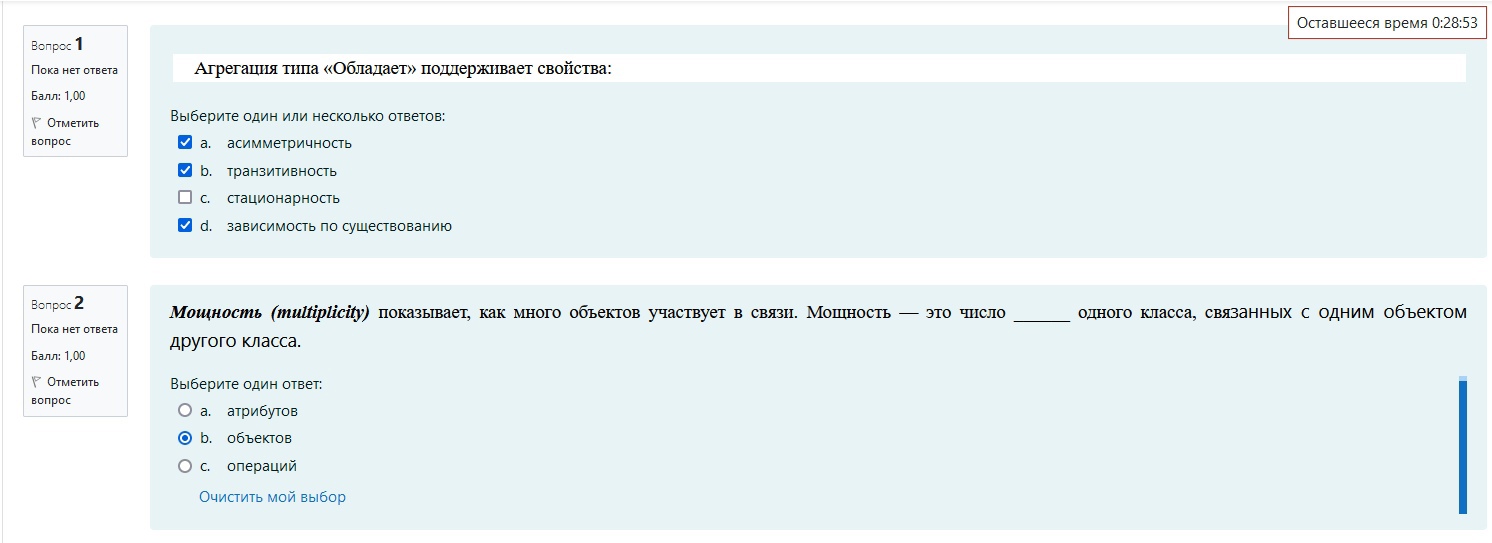 Оставшееся время 0:28:53
Вопрос 1
Пока нет ответа
Балл: 1,00
Отметить
вопрос
Агрегация типа «Обладает» поддерживает свойства:
Выберите один или несколько ответов:
a. асимметричность
b. транзитивность
c. стационарность
d. зависимость по существованию
Вопрос 2
Пока нет ответа
Балл: 1,00
Отметить
вопрос
Мощность (multiplicity) показывает, как много объектов участвует в связи. Мощность — это число ______ одного класса, связанных с одним объектом
другого класса.
Выберите один ответ:
a. атрибутов
b. объектов
c. операций
Очистить мой выбор